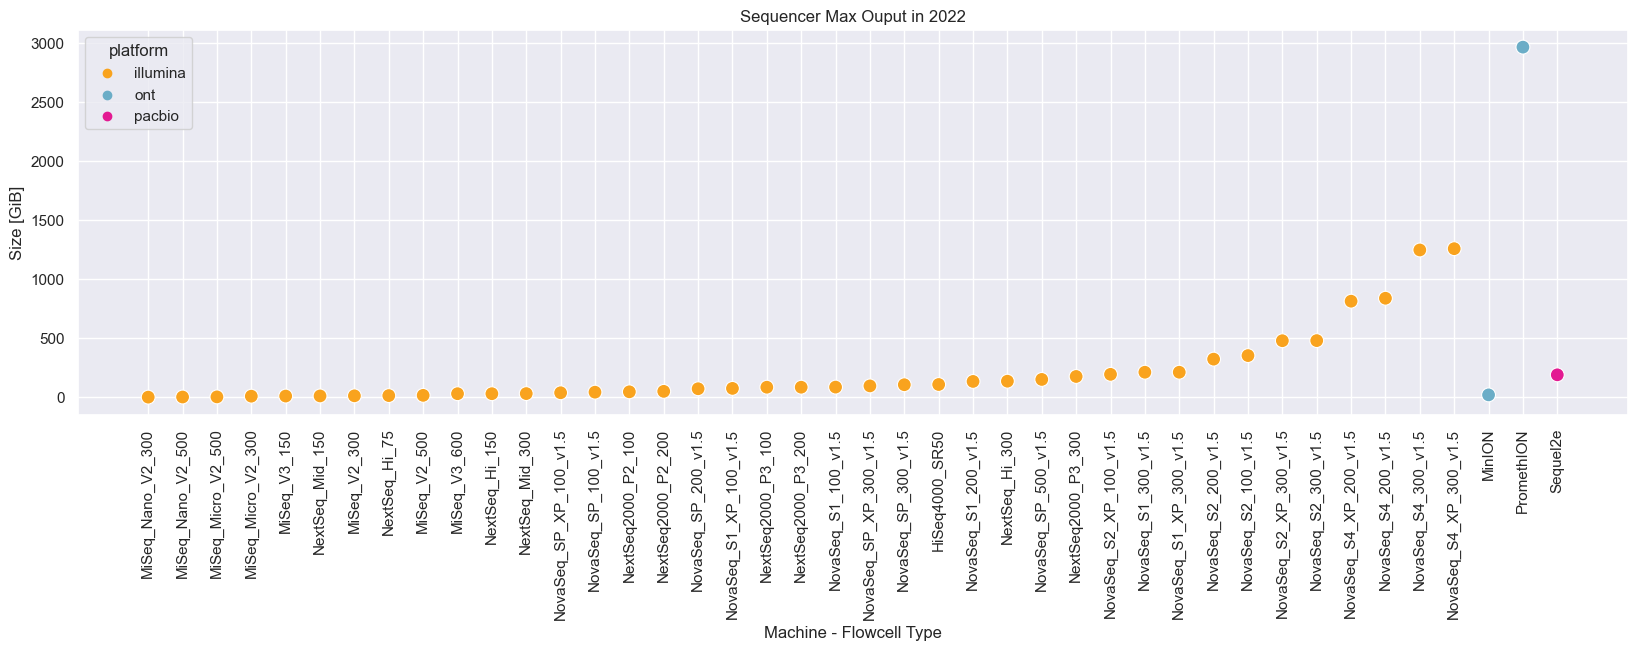 Sequencer Max Ouput in 2022
platform
illumina
ont
pacbio
Size [GiB]
3000
2500
2000
1500
1000
500
0
MiSeq_Nano_V2_300
MiSeq_Nano_V2_500
MiSeq_Micro_V2_500
MiSeq_Micro_V2_300
MiSeq_V3_150
NextSeq_Mid_150
MiSeq_V2_300
NextSeq_Hi_75
MiSeq_V2_500
MiSeq_V3_600
NextSeq_Hi_150
NextSeq_Mid_300
NovaSeq_SP_XP_100_v1.5
NovaSeq_SP_100_v1.5
NextSeq2000_P2_100
NextSeq2000_P2_200
NovaSeq_SP_200_v1.5
NovaSeq_S1_XP_100_v1.5
NextSeq2000_P3_100
NextSeq2000_P3_200
NovaSeq_S1_100_v1.5
NovaSeq_SP_XP_300_v1.5
NovaSeq_SP_300_v1.5
HiSeq4000_SR50
NovaSeq_S1_200_v1.5
NextSeq_Hi_300
NovaSeq_SP_500_v1.5
NextSeq2000_P3_300
NovaSeq_S2_XP_100_v1.5
NovaSeq_S1_300_v1.5
NovaSeq_S1_XP_300_v1.5
NovaSeq_S2_200_v1.5
NovaSeq_S2_100_v1.5
NovaSeq_S2_XP_300_v1.5
NovaSeq_S2_300_v1.5
NovaSeq_S4_XP_200_v1.5
NovaSeq_S4_200_v1.5
NovaSeq_S4_300_v1.5
NovaSeq_S4_XP_300_v1.5
MinION
PromethION
Sequel2e
Machine - Flowcell Type